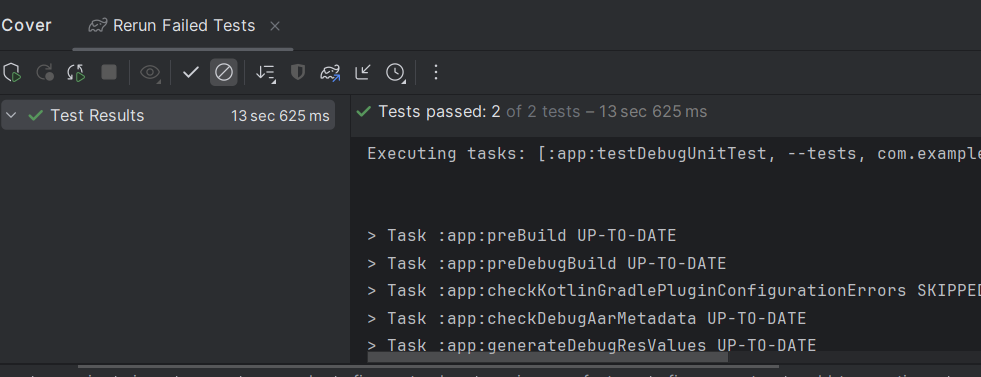 Cover
Rerun Failed Tests
Test Results 13 sec 625 ms
Tests passed: 2 of 2 tests – 13 sec 625 ms
Executing tasks: [:app:testDebugUnitTest, --tests, com.example
> Task :app:preBuild UP-TO-DATE
> Task :app:preDebugBuild UP-TO-DATE
> Task :app:checkKotlinGradlePluginConfigurationErrors SKIPPED
> Task :app:checkDebugAarMetadata UP-TO-DATE
> Task :app:generateDebugResValues UP-TO-DATE